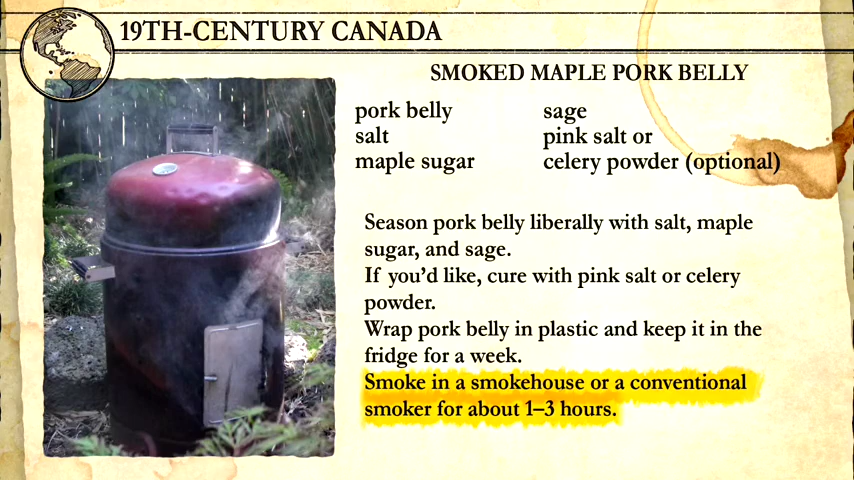 19TH-CENTURY CANADA
SMOKED MAPLE PORK BELLY
pork belly
salt
maple sugar
sage
pink salt or
celery powder (optional)
Season pork belly liberally with salt, maple
sugar, and sage.
If you’d like, cure with pink salt or celery
powder.
Wrap pork belly in plastic and keep it in the
fridge for a week.
Smoke in a smokehouse or a conventional
smoker for about 1–3 hours.